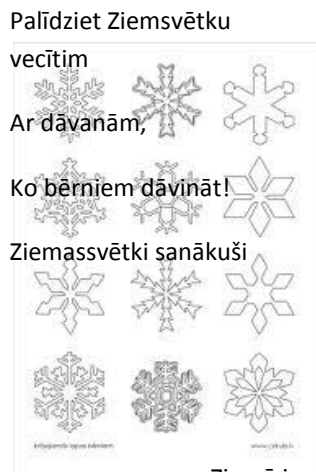 Palīdziet Ziemsvētku
vecītim
Ar dāvanām,
Ko bērniem dāvināt!
Ziemassvētki sanākuši